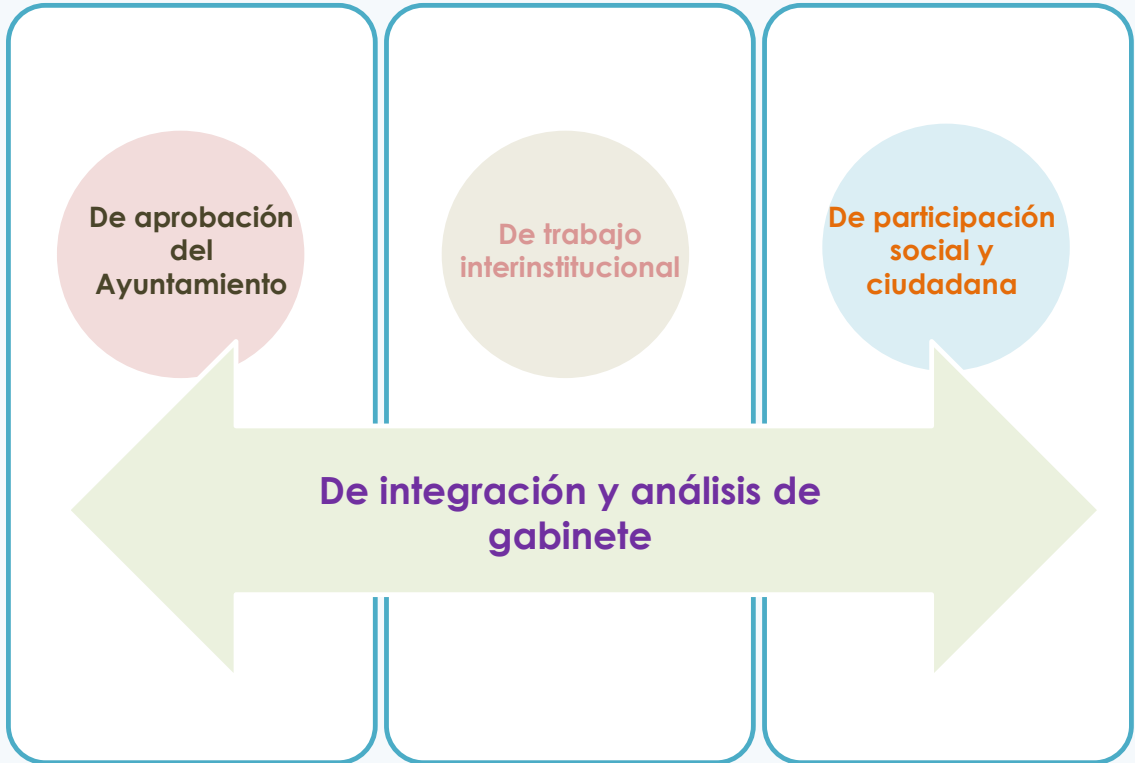 De aprobación
del
Ayuntamiento
De trabajo
interinstitucional
De participación
social y
ciudadana
De integración y análisis de
gabinete